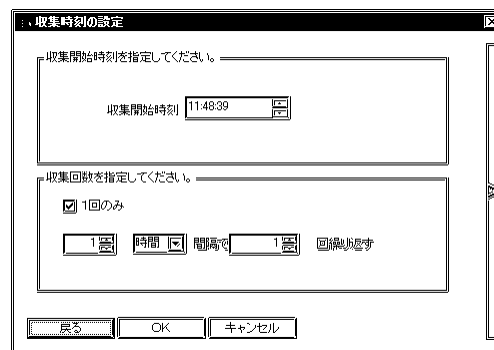 収集時刻の設定
収集開始時刻を指定してください。
収集開始時刻 11:48:39
収集回数を指定してください。
1回のみ
1 時間 間隔で 1 回繰り返す
戻る OK キャンセル